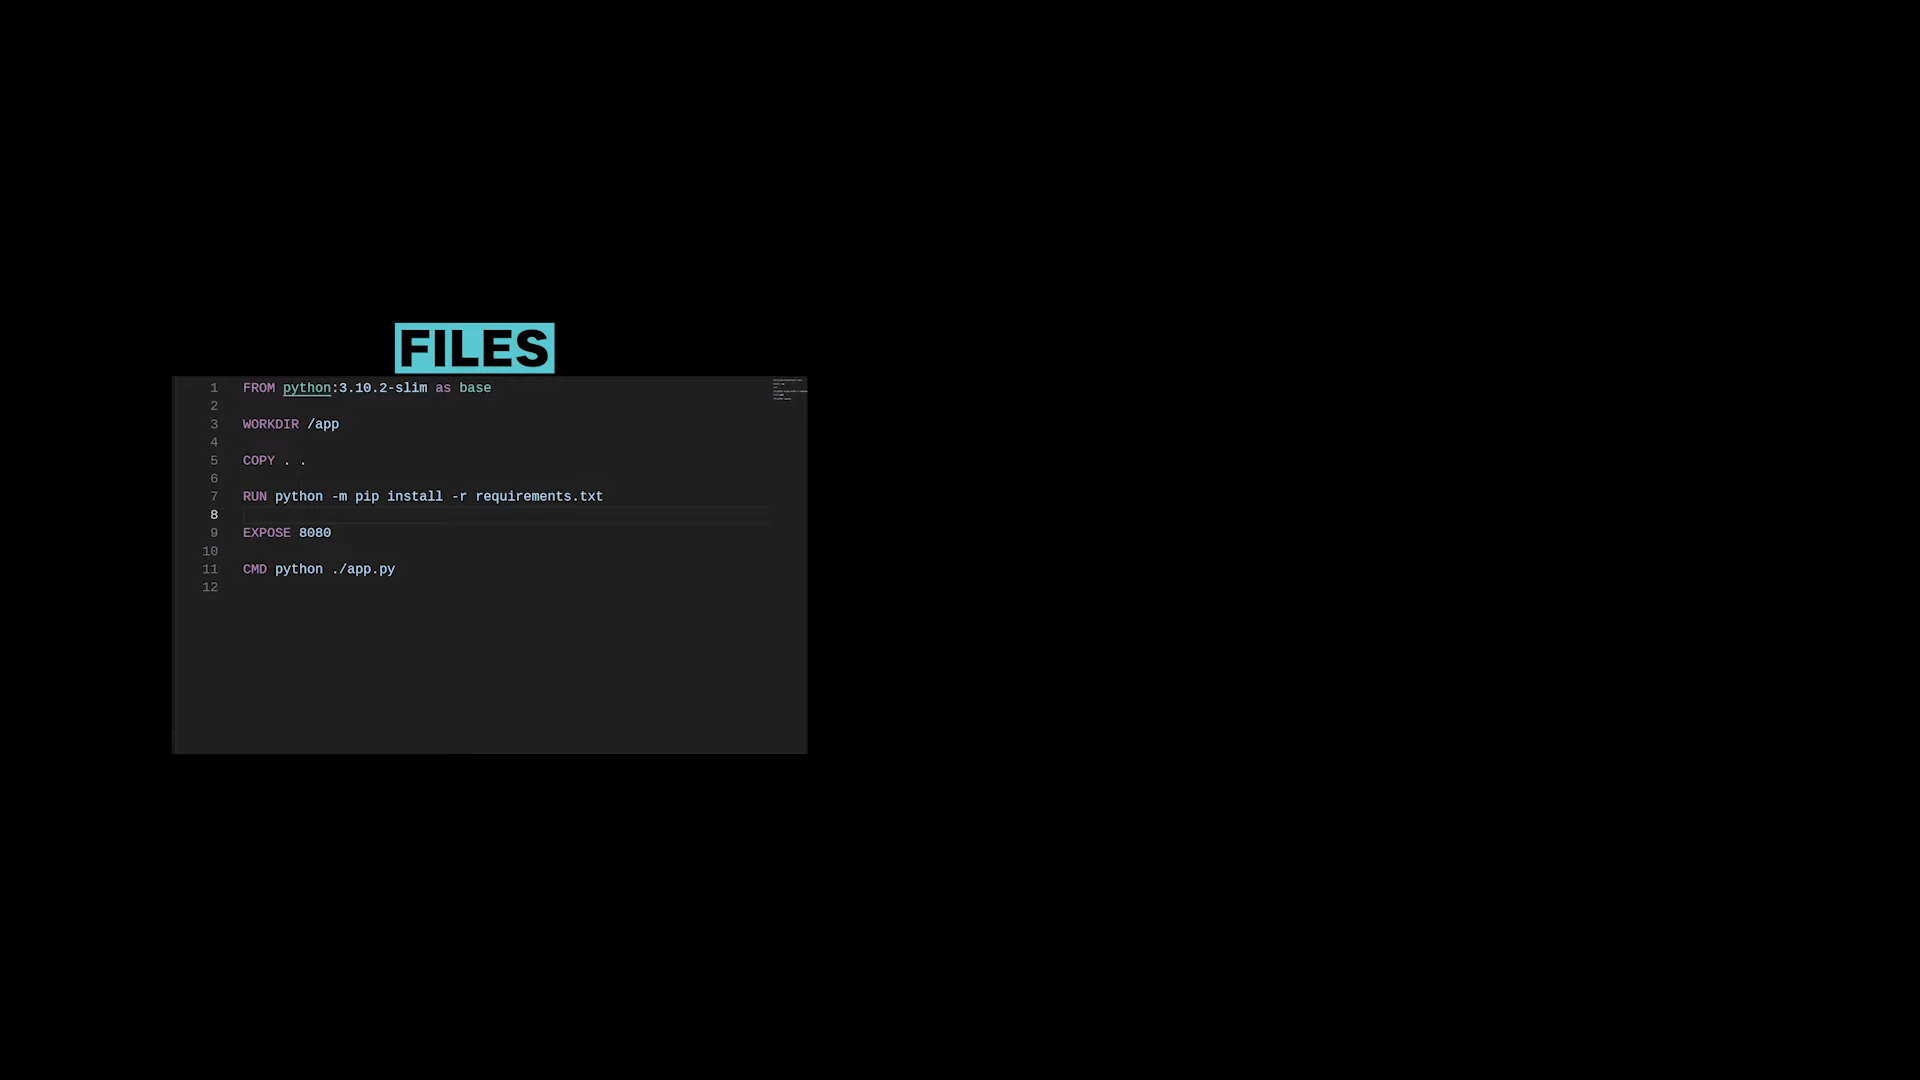 FILES
1 FROM python:3.10.2-slim as base
2
3 WORKDIR /app
4
5 COPY . .
6
7 RUN python -m pip install -r requirements.txt
8
9 EXPOSE 8080
10
11 CMD python ./app.py
12